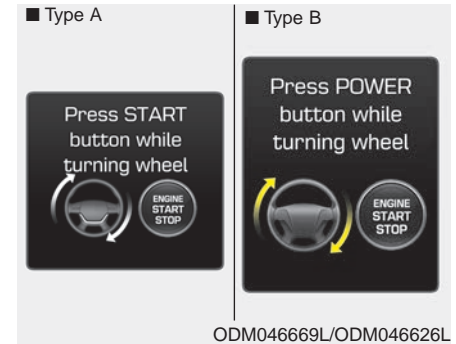 ■ Type A
Press START
button while
turning wheel
ENGINE
START
STOP
■ Type B
Press POWER
button while
turning wheel
ENGINE
START
STOP
ODM046669L/ODM046626L